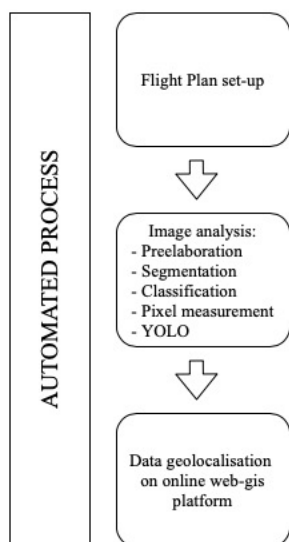 AUTOMATED PROCESS
Flight Plan set-up
Image analysis:
- Preelaboration
- Segmentation
- Classification
- Pixel measurement
- YOLO
Data geolocalisation
on online web-gis
platform